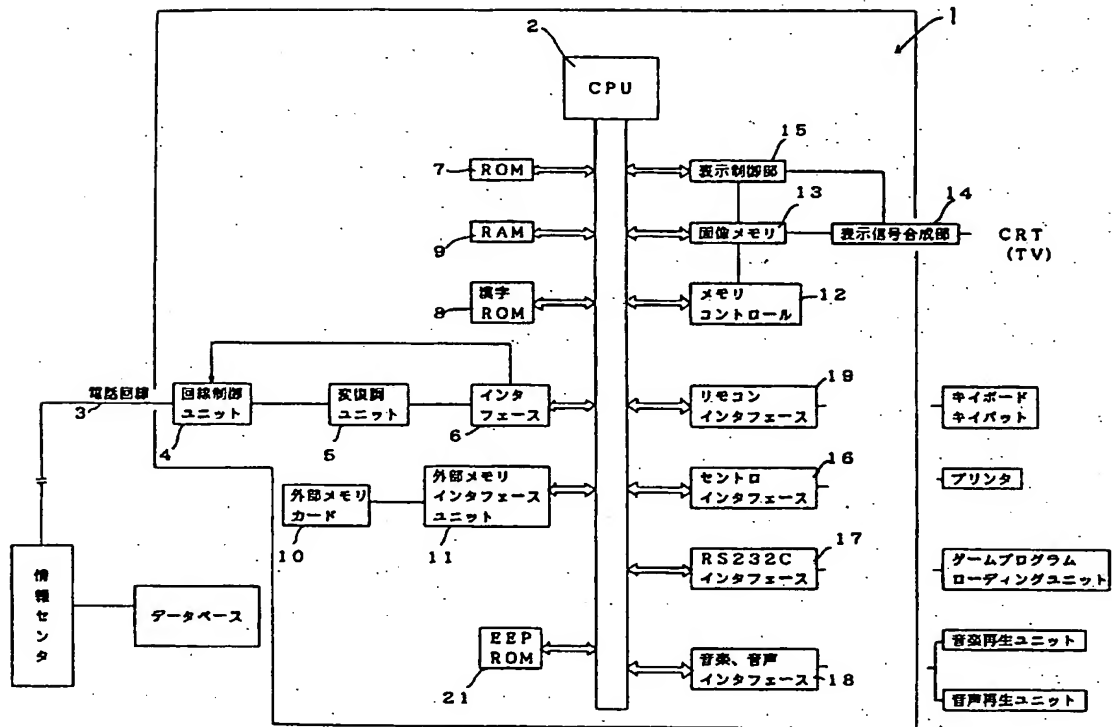 1
2
CPU
15
7
ROM
表示制御部
13
14
9
RAM
画像メモリ
表示信号合成部
CRT
(TV)
8
漢字
ROM
メモリ
コントロール
12
電話回線
3
回線制御
ユニット
4
変復調
ユニット
5
インタ
フェース
6
19
リモコン
インタフェース
キイボード
キイパット
外部メモリ
カード
10
外部メモリ
インタフェース
ユニット
11
16
セントロ
インタフェース
プリンタ
17
RS232C
インタフェース
ゲームプログラム
ローディングユニット
情報センタ
データベース
EEP
ROM
21
音楽、音声
インタフェース
18
音楽再生ユニット
音声再生ユニット